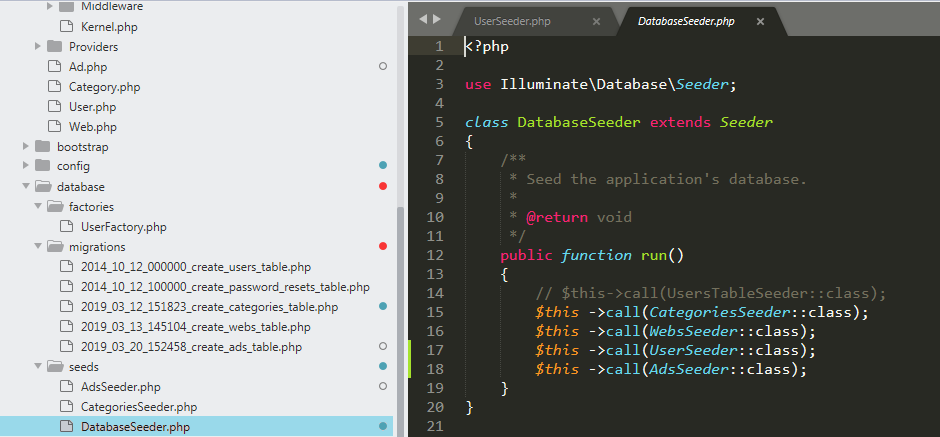 Middleware
Kernel.php
Providers
Ad.php
Category.php
User.php
Web.php
bootstrap
config
database
factories
UserFactory.php
migrations
2014_10_12_000000_create_users_table.php
2014_10_12_100000_create_password_resets_table.php
2019_03_12_151823_create_categories_table.php
2019_03_13_145104_create_webs_table.php
2019_03_20_152458_create_ads_table.php
seeds
AdsSeeder.php
CategoriesSeeder.php
DatabaseSeeder.php
UserSeeder.php × DatabaseSeeder.php ×
1 <?php
2
3 use Illuminate\Database\Seeder;
4
5 class DatabaseSeeder extends Seeder
6 {
7 /**
8 * Seed the application's database.
9 *
10 * @return void
11 */
12 public function run()
13 {
14 // $this->call(UsersTableSeeder::class);
15 $this ->call(CategoriesSeeder::class);
16 $this ->call(WebsSeeder::class);
17 $this ->call(UserSeeder::class);
18 $this ->call(AdsSeeder::class);
19 }
20 }
21